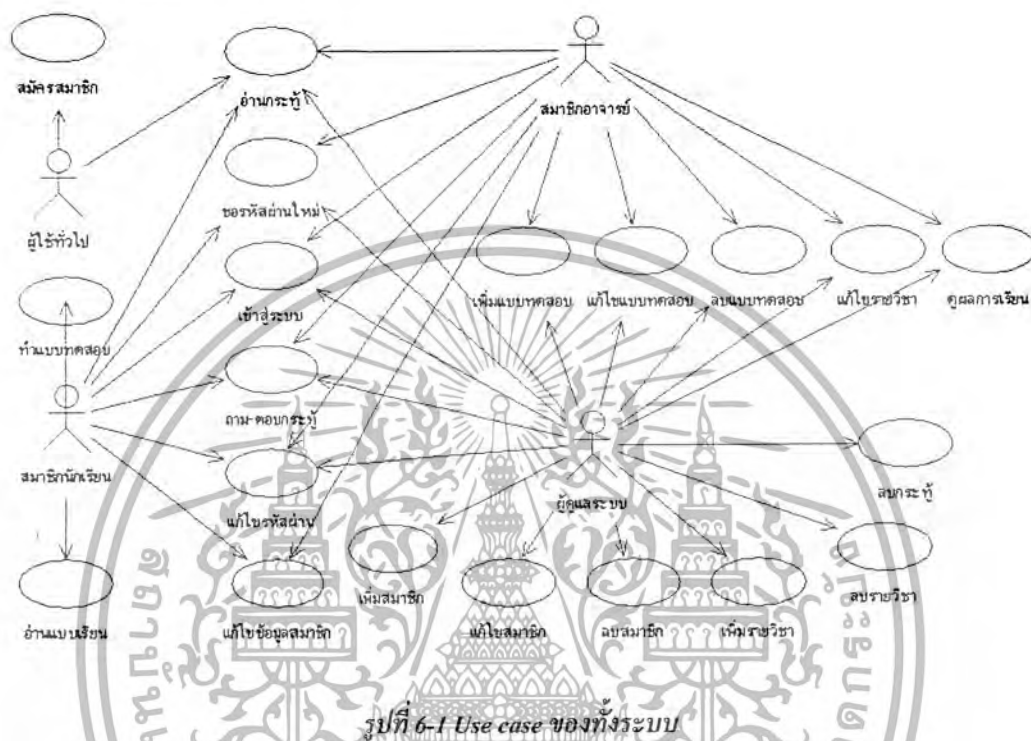 สมัครสมาชิก
อ่านกระทู้
สมาชิกอาจารย์
ขอรหัสผ่านใหม่
ผู้ใช้ทั่วไป
เข้าสู่ระบบ
เพิ่มแบบทดสอบ
แก้ไขแบบทดสอบ
ลบแบบทดสอบ
แก้ไขรายวิชา
ดูผลการเรียน
ทำแบบทดสอบ
ถาม-ตอบกระทู้
สมาชิกนักเรียน
ผู้ดูแลระบบ
ลบกระทู้
แก้ไขรหัสผ่าน
เพิ่มสมาชิก
ลบรายวิชา
อ่านแบบเรียน
แก้ไขข้อมูลสมาชิก
แก้ไขสมาชิก
ลบสมาชิก
เพิ่มรายวิชา
รูปที่ 6-1 Use case ของทั้งระบบ